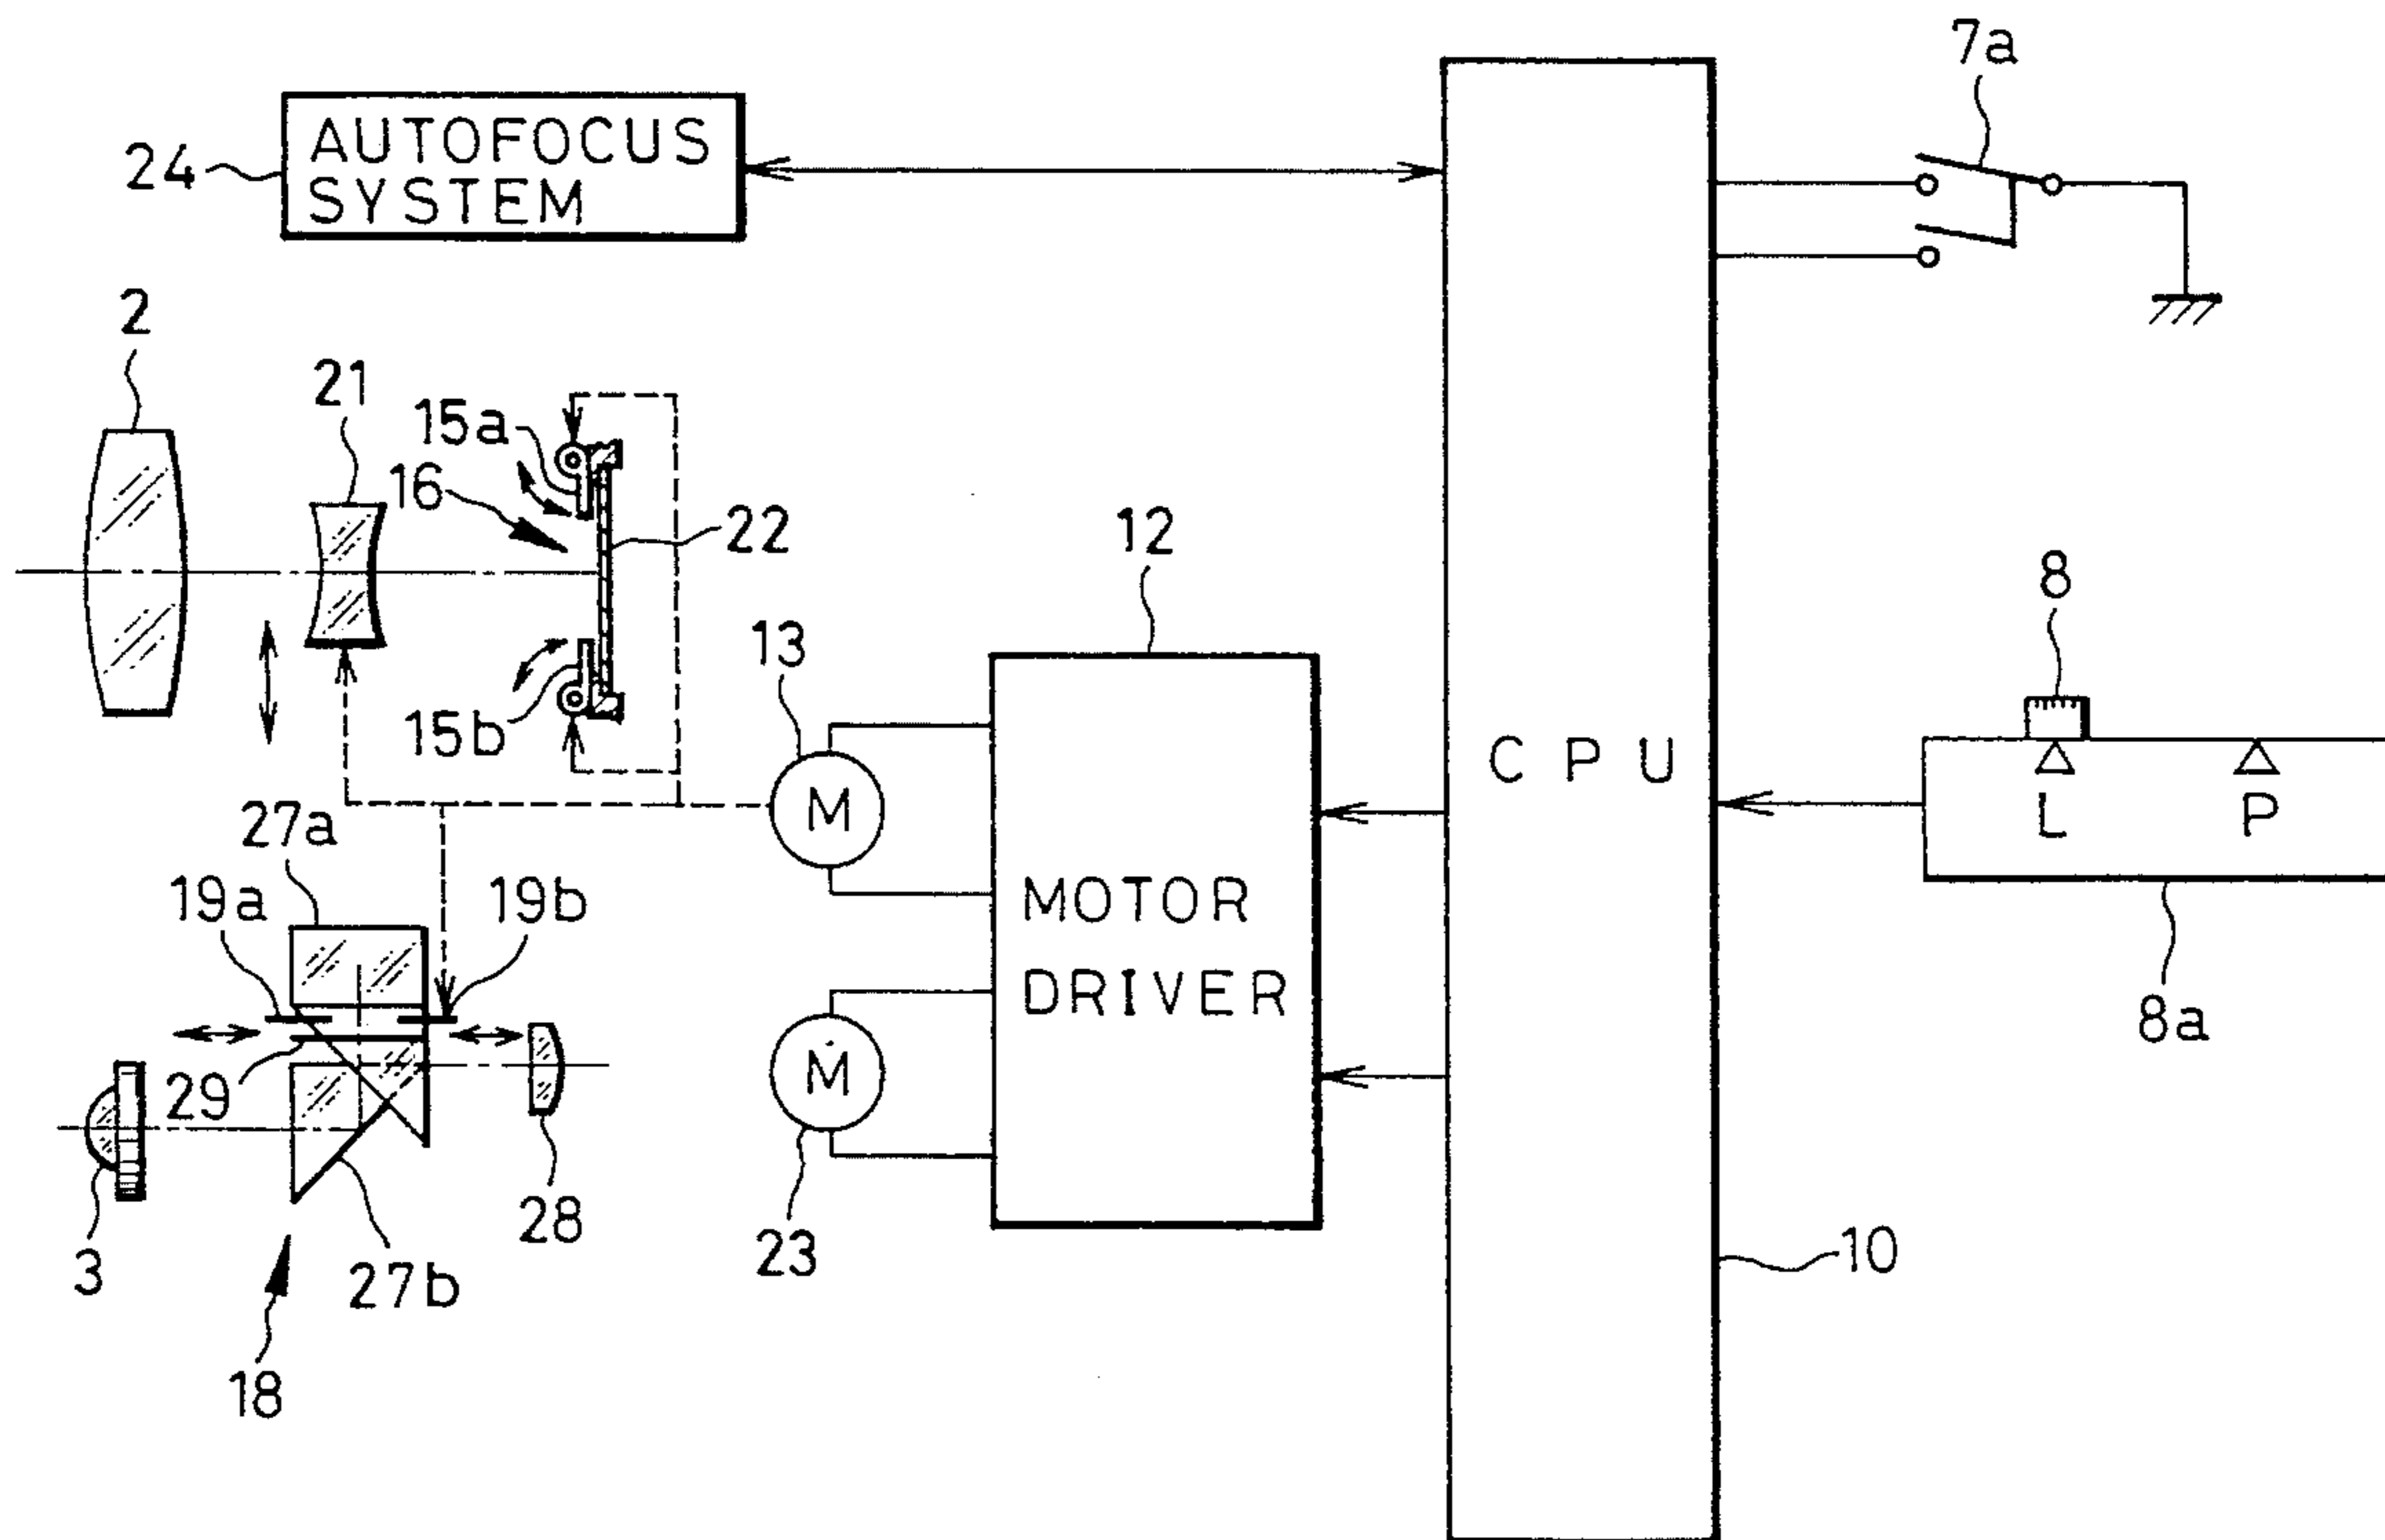 7a
AUTOFOCUS
SYSTEM
24
2
21
15a
16
22
12
8
13
15b
CPU
M
L P
27a
19a
19b
MOTOR
DRIVER
8a
M
29
3
28
23
27b
10
18